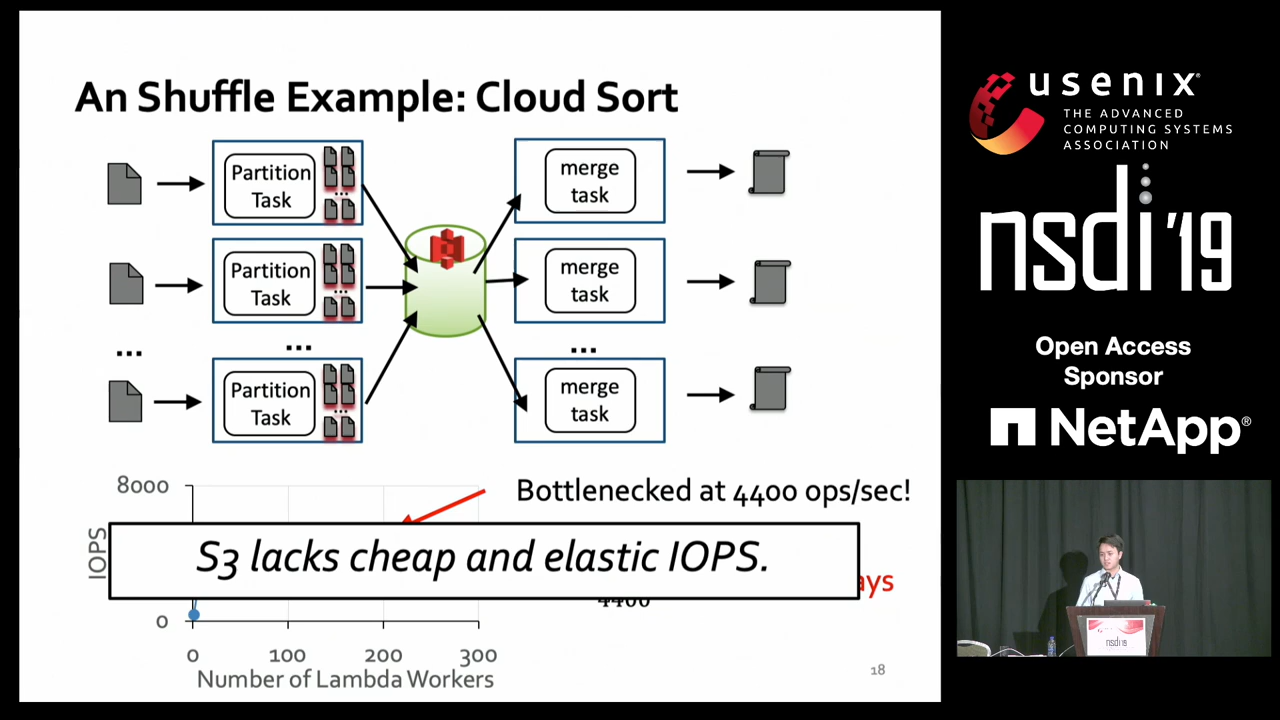 An Shuffle Example: Cloud Sort
Partition
Task
...
merge
task
Partition
Task
...
merge
task
...
...
...
Partition
Task
...
merge
task
8000
Bottlenecked at 4400 ops/sec!
IOPS
S3 lacks cheap and elastic IOPS.
ays
4400
0
0
100
200
300
Number of Lambda Workers
18
usenix®
THE ADVANCED
COMPUTING SYSTEMS
ASSOCIATION
nsdi '19
Open Access
Sponsor
NetApp®
nsdi'19